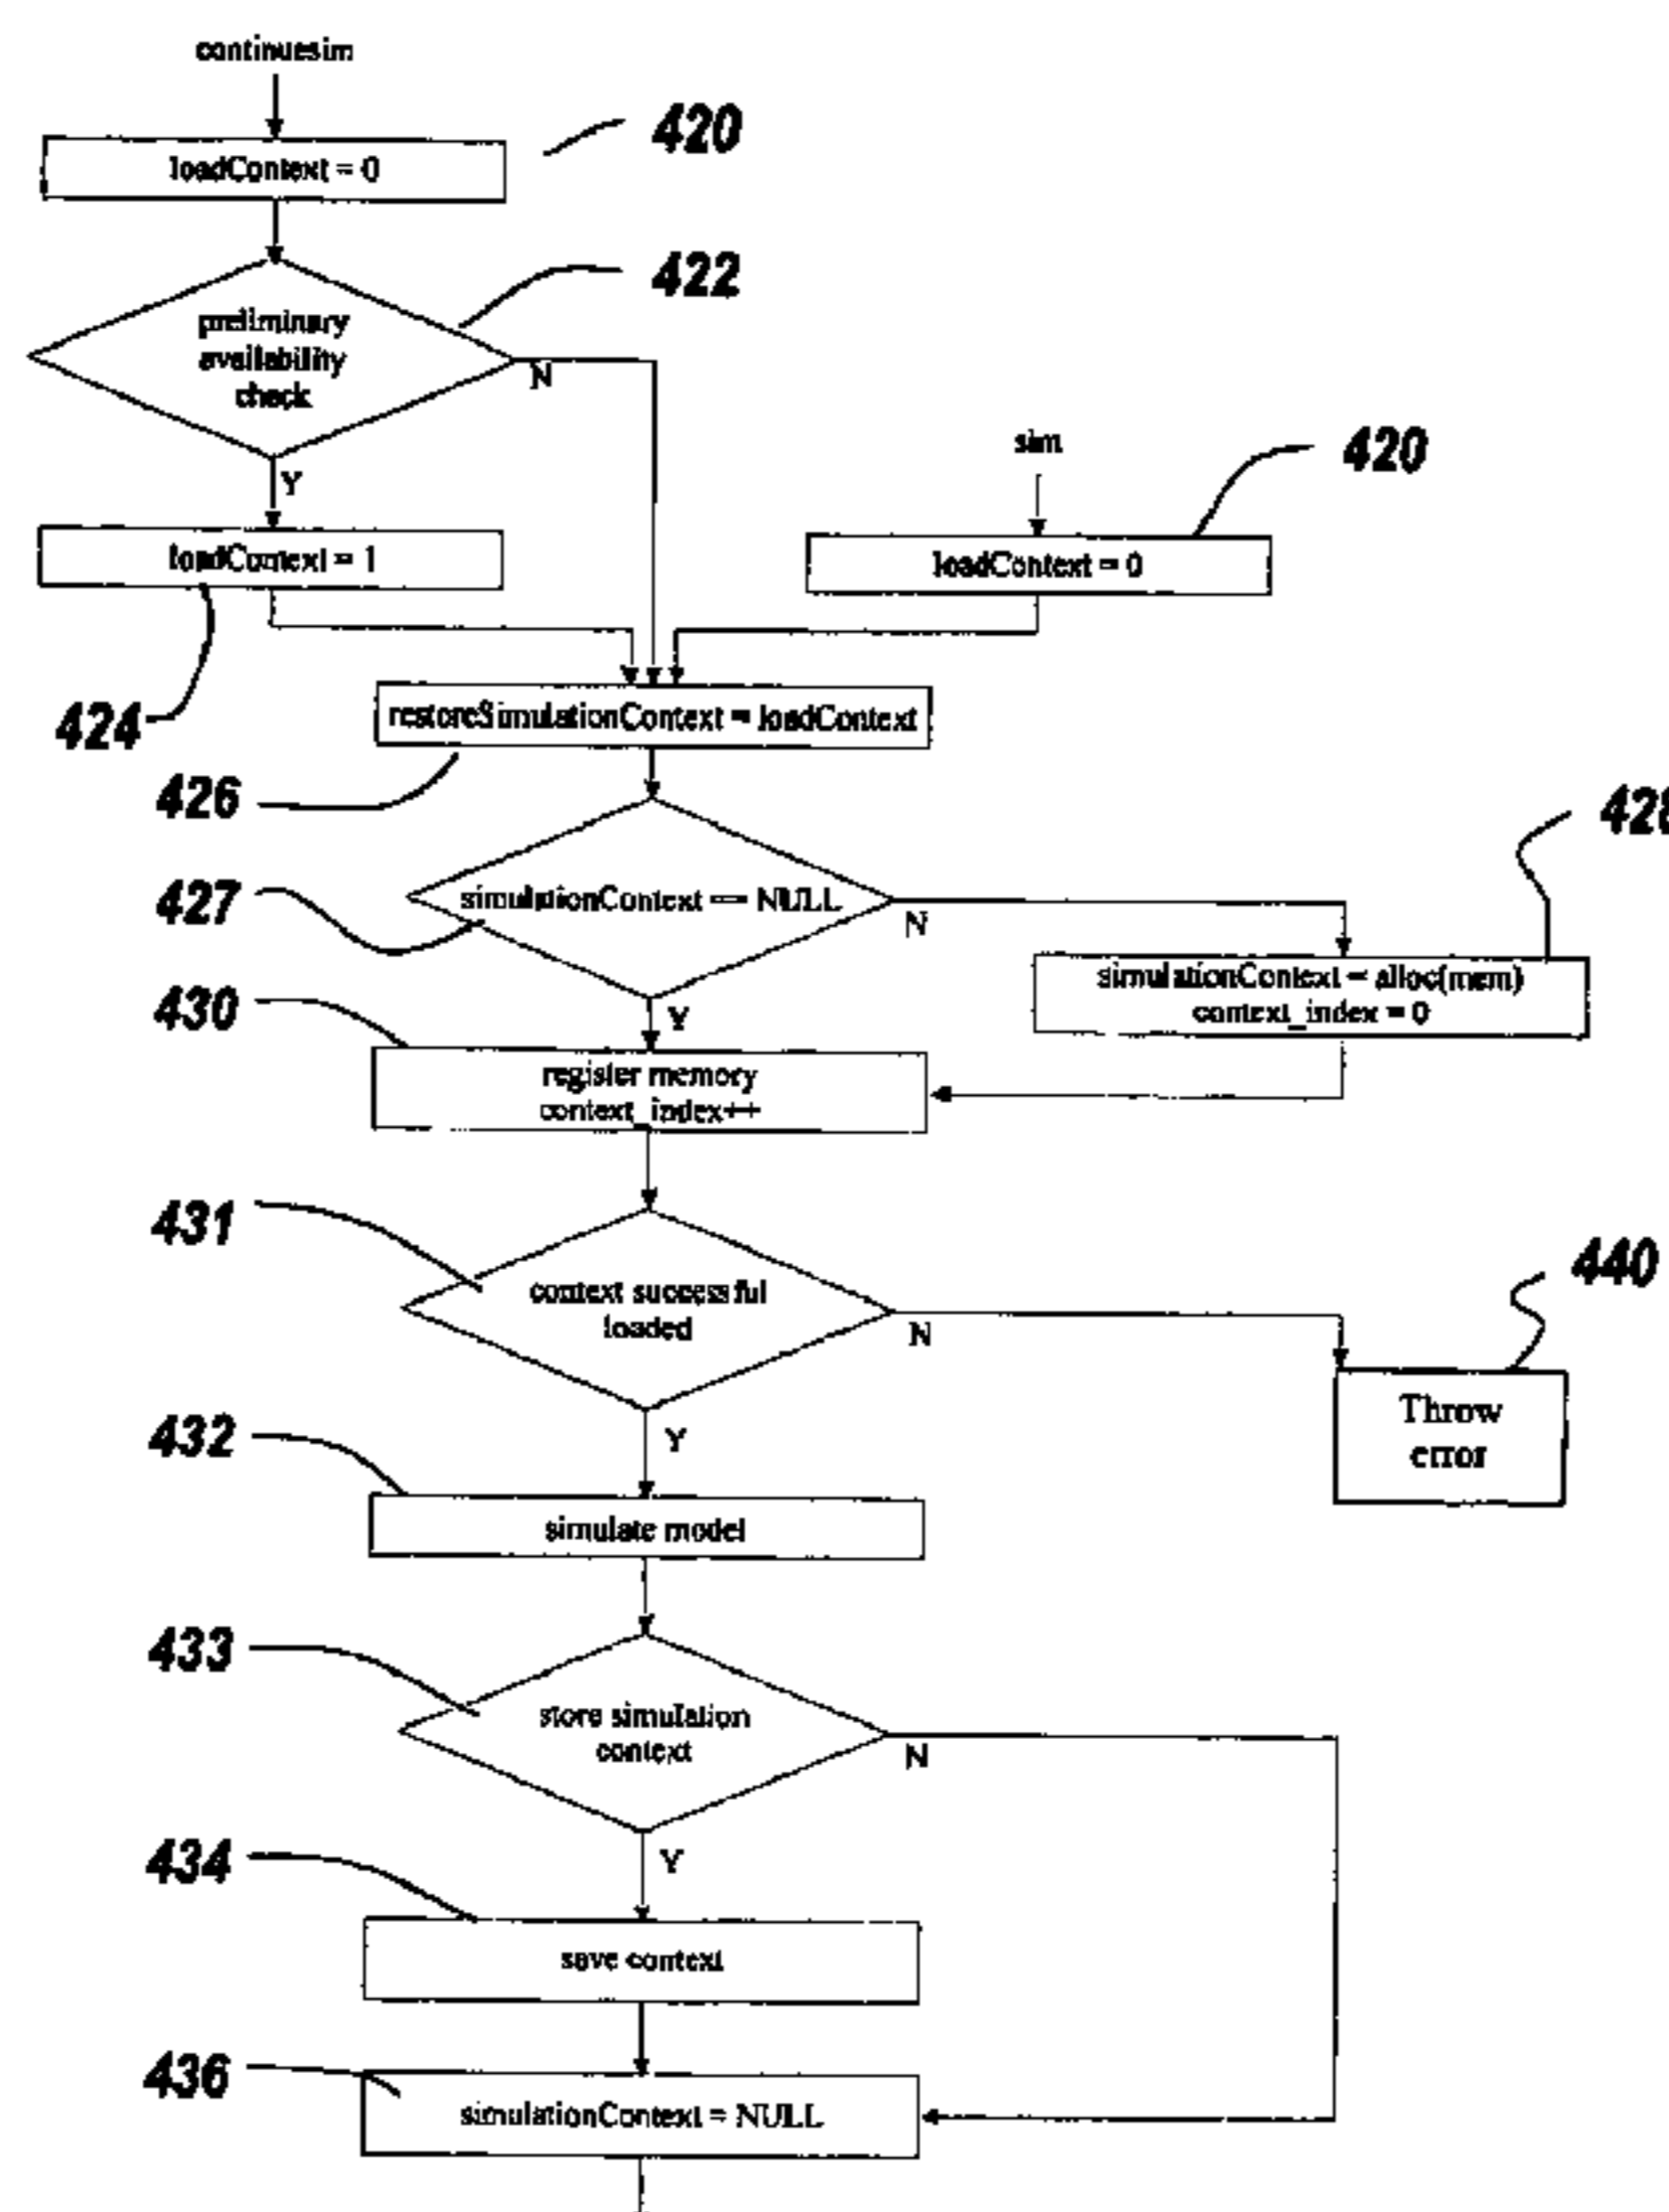 continuesim
420
loadContext = 0
422
preliminary
availability
check
N
Y
sim
420
loadContext = 1
loadContext = 0
424
restoreSimulationContext = loadContext
426
428
427
simulationContext == NULL
N
simulationContext = alloc(mem)
context_index = 0
430
Y
register memory
context_index++
431
context successful
loaded
N
440
Throw
error
432
Y
simulate model
433
store simulation
context
N
434
Y
save context
436
simulationContext = NULL